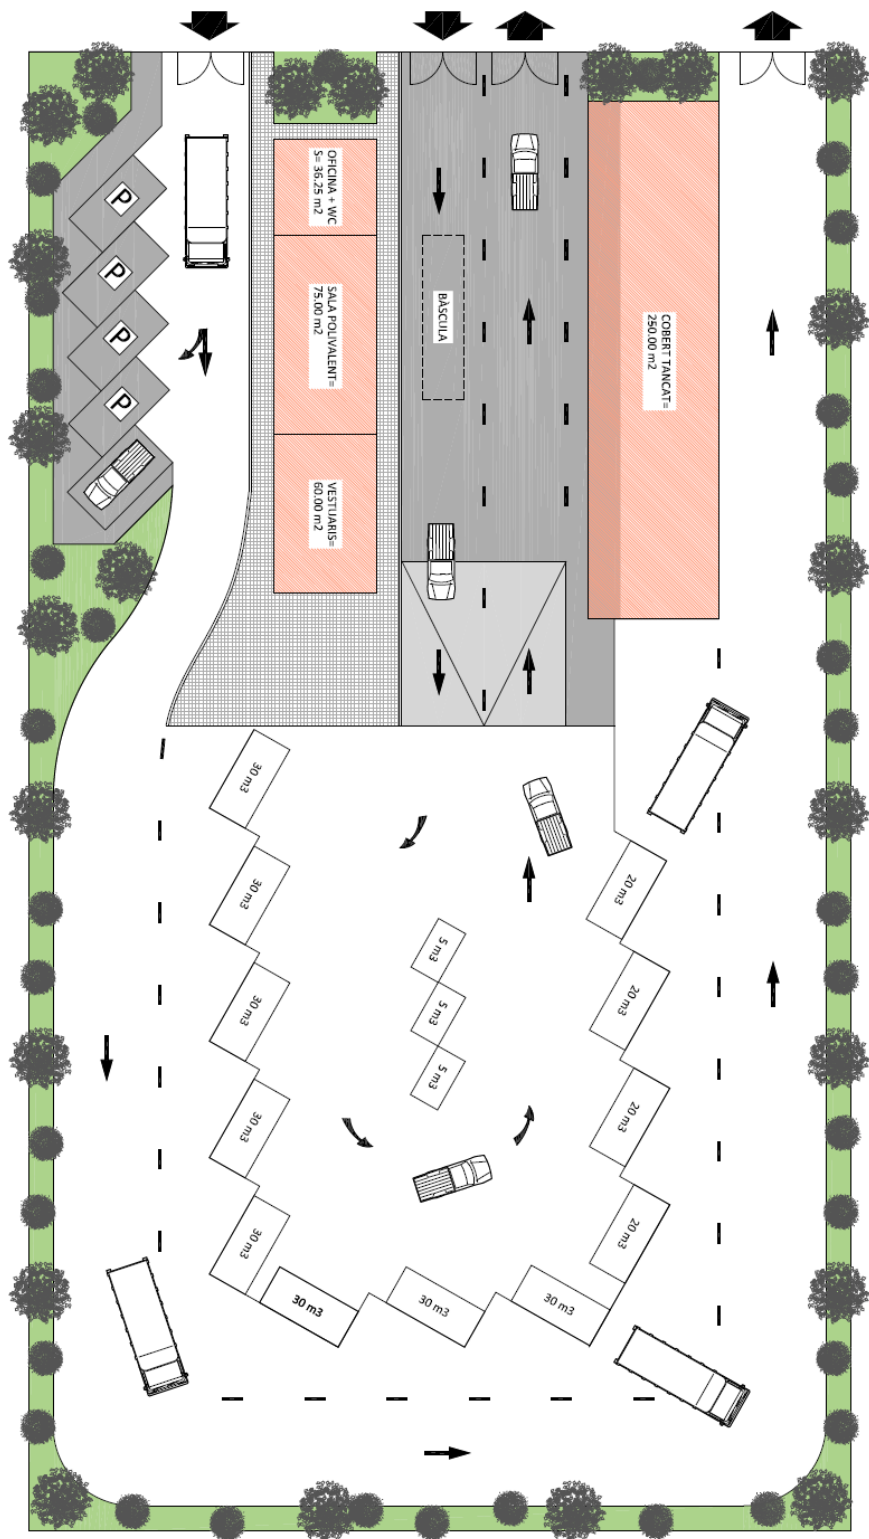 P
P
P
P
OFICINA + WC
S= 36.25 m2
SALA POLIVALENT=
75.00 m2
VESTUARIS=
60.00 m2
BÀSCULA
COBERT TANCAT=
250.00 m2
30 m3
30 m3
30 m3
30 m3
30 m3
5 m3
5 m3
5 m3
20 m3
20 m3
20 m3
20 m3
30 m3
30 m3
30 m3